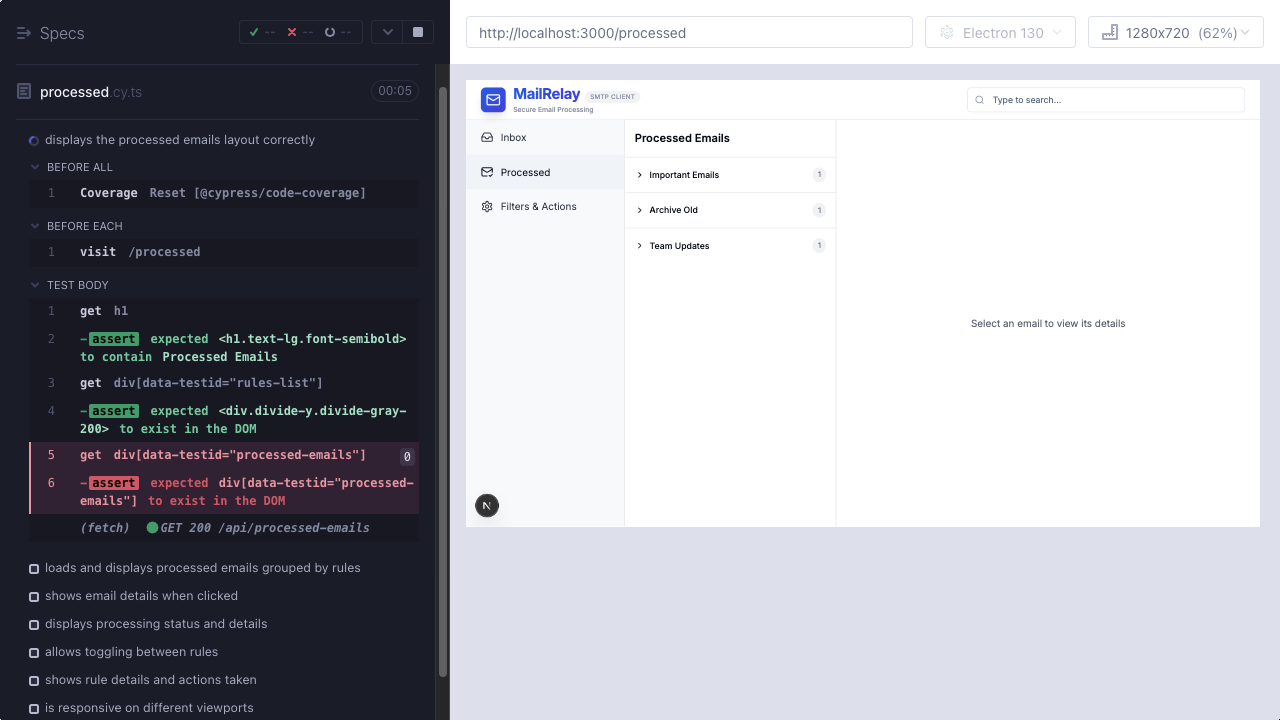 Specs
--
--
--
processed.cy.ts
00:05
displays the processed emails layout correctly
BEFORE ALL
1 Coverage Reset [@cypress/code-coverage]
BEFORE EACH
1 visit /processed
TEST BODY
1 get h1
2 -assert expected <h1.text-lg.font-semibold>
to contain Processed Emails
3 get div[data-testid="rules-list"]
4 -assert expected <div.divide-y.divide-gray-
200> to exist in the DOM
5 get div[data-testid="processed-emails"] 0
6 -assert expected div[data-testid="processed-
emails"] to exist in the DOM
(fetch) GET 200 /api/processed-emails
loads and displays processed emails grouped by rules
shows email details when clicked
displays processing status and details
allows toggling between rules
shows rule details and actions taken
is responsive on different viewports
http://localhost:3000/processed
Electron 130
1280x720 (62%)
MailRelay SMTP CLIENT
Secure Email Processing
Type to search...
Inbox
Processed
Filters & Actions
Processed Emails
Important Emails 1
Archive Old 1
Team Updates 1
Select an email to view its details
N